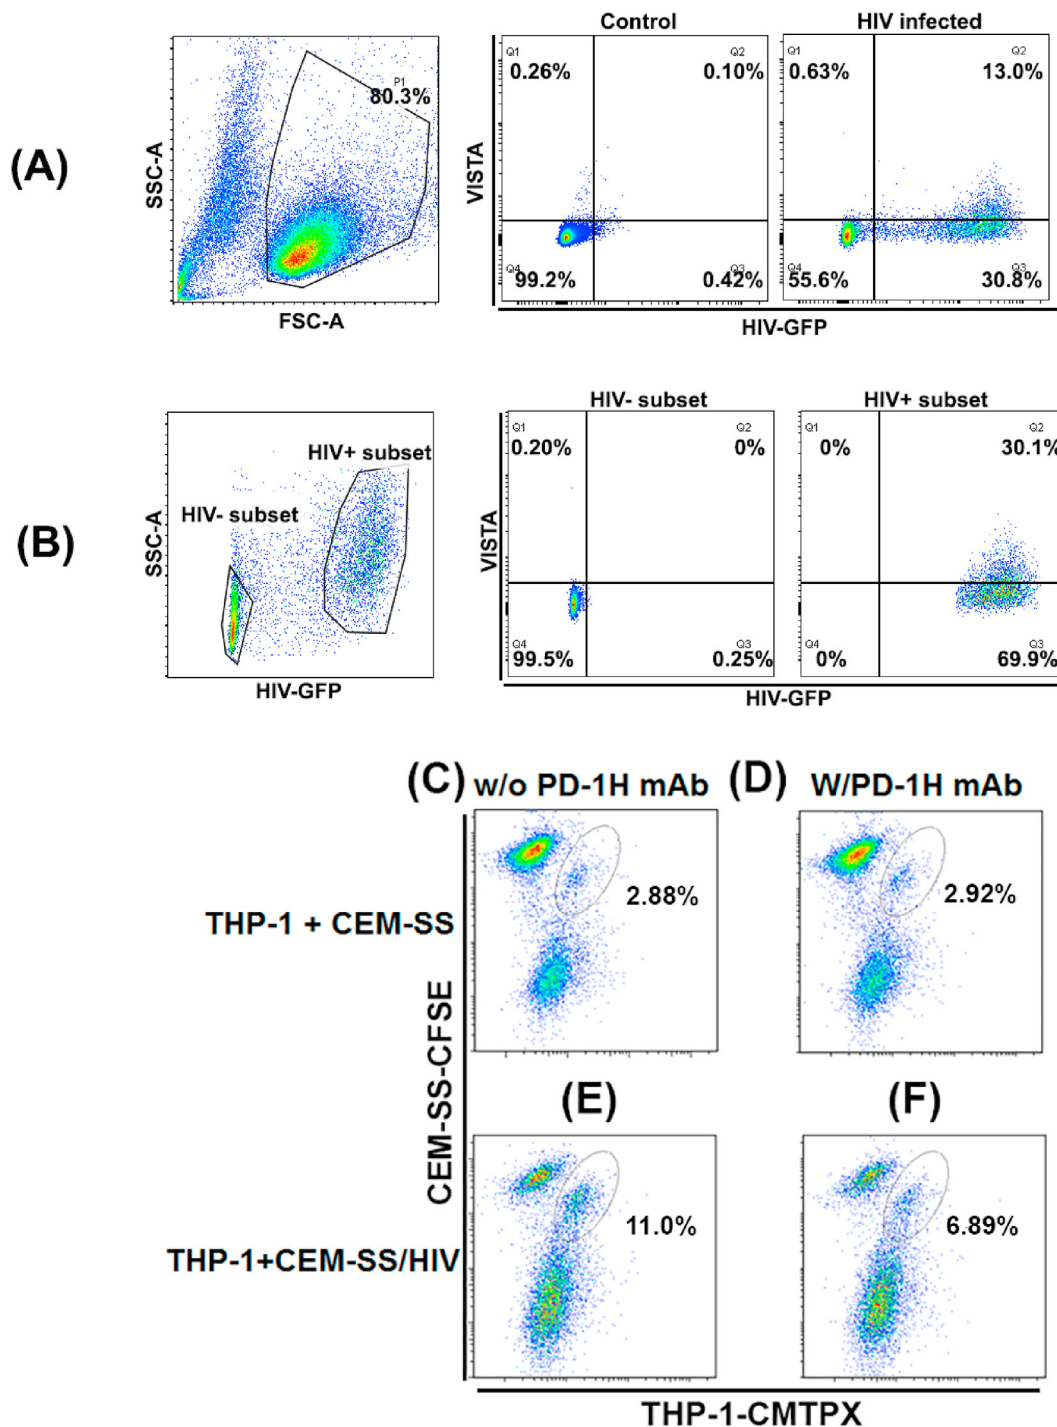 Control
HIV infected
(A)
SSC-A
P1
80.3%
FSC-A
VISTA
Q1
0.26%
Q2
0.10%
Q4
99.2%
Q3
0.42%
Q1
0.63%
Q2
13.0%
Q4
55.6%
Q3
30.8%
HIV-GFP
(B)
SSC-A
HIV+ subset
HIV- subset
HIV-GFP
HIV- subset
HIV+ subset
VISTA
Q1
0.20%
Q2
0%
Q4
99.5%
Q3
0.25%
Q1
0%
Q2
30.1%
Q4
0%
Q3
69.9%
HIV-GFP
(C) w/o PD-1H mAb
(D) W/PD-1H mAb
THP-1 + CEM-SS
2.88%
2.92%
CEM-SS-CFSE
(E)
(F)
THP-1+CEM-SS/HIV
11.0%
6.89%
THP-1-CMTPX